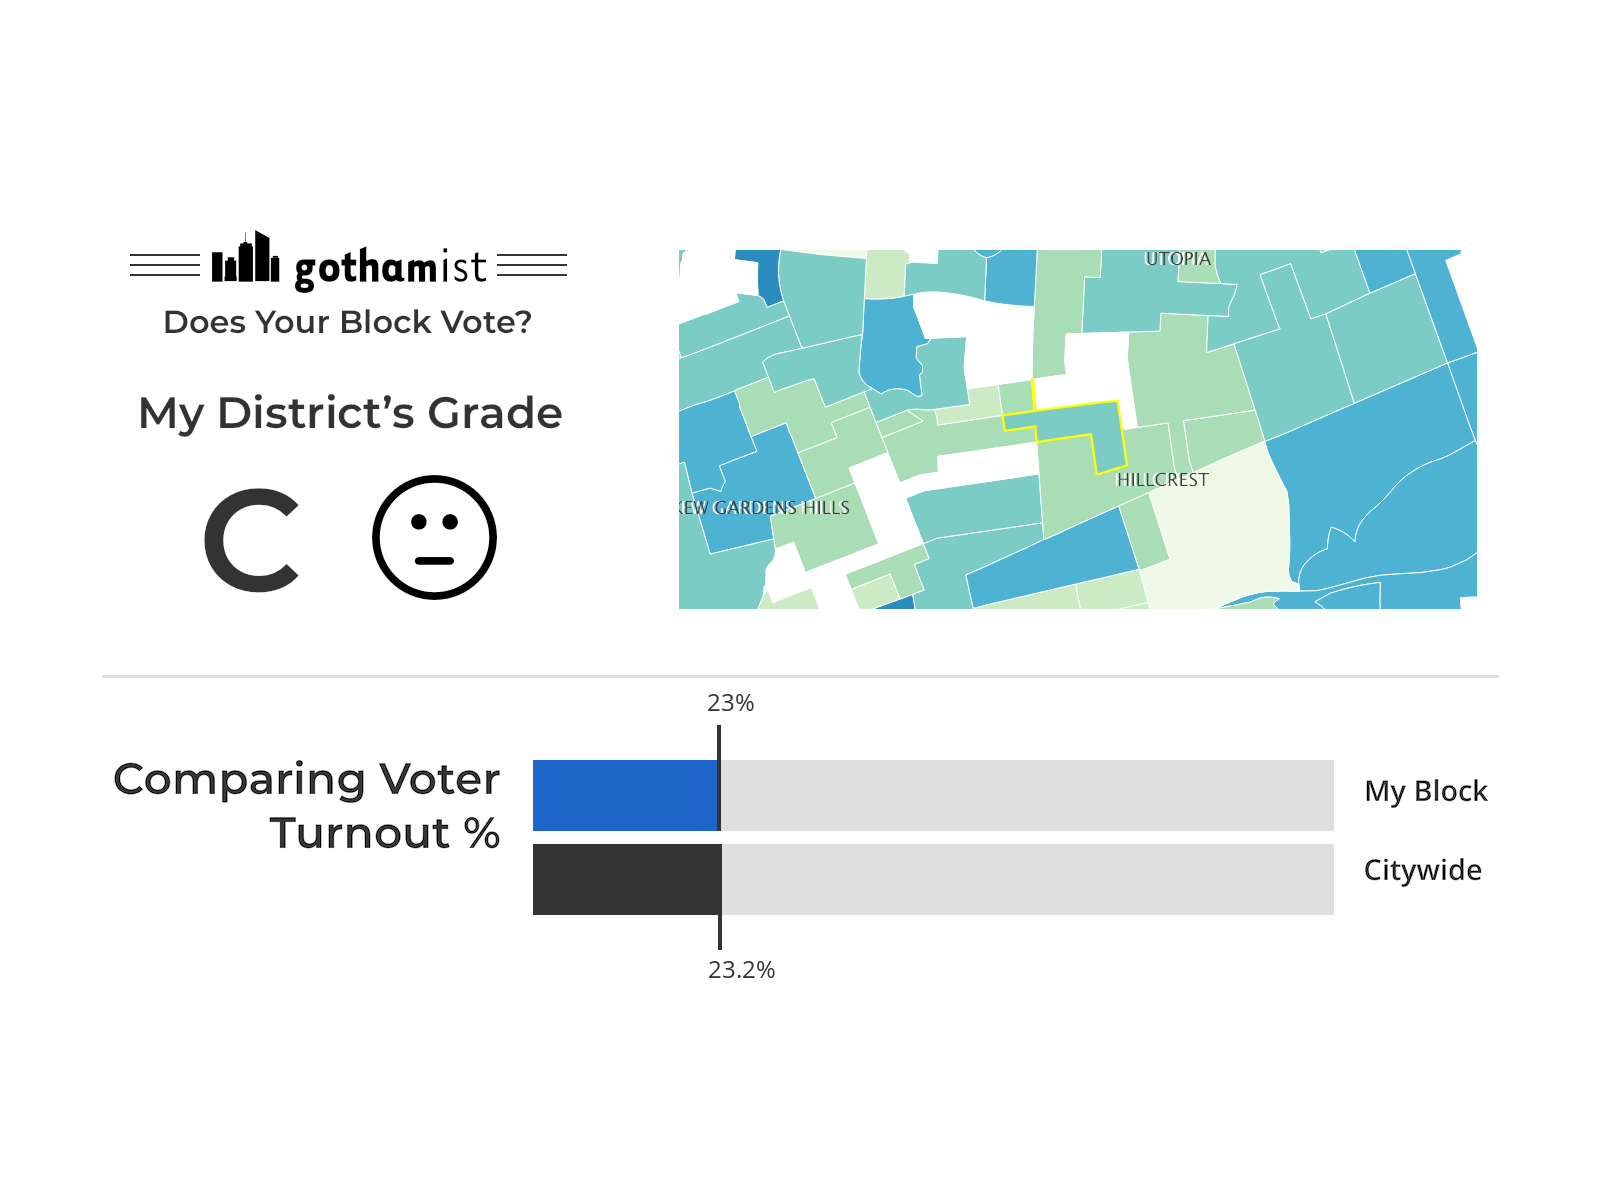 gothamist
Does Your Block Vote?
My District’s Grade
C
UTOPIA
HILLCREST
KEW GARDENS HILLS
23%
Comparing Voter
Turnout %
My Block
Citywide
23.2%